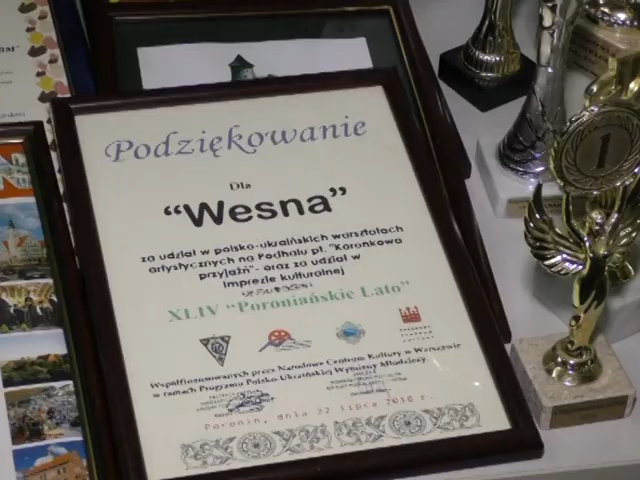 Podziękowanie
Dla
"Wesna"
za udział w polsko-ukraińskich warsztatach
artystycznych na Podhalu pt. "Koronkowa
przyjaźń"- oraz za udział w
imprezie kulturalnej
XLIV "Poroniańskie Lato"
Współfinansowanych przez Narodowe Centrum Kultury w Warszawie
w ramach Programu Polsko-Ukraińskiej Wymiany Młodzieży
Poronin, dnia 22 lipca 2018 r.
1